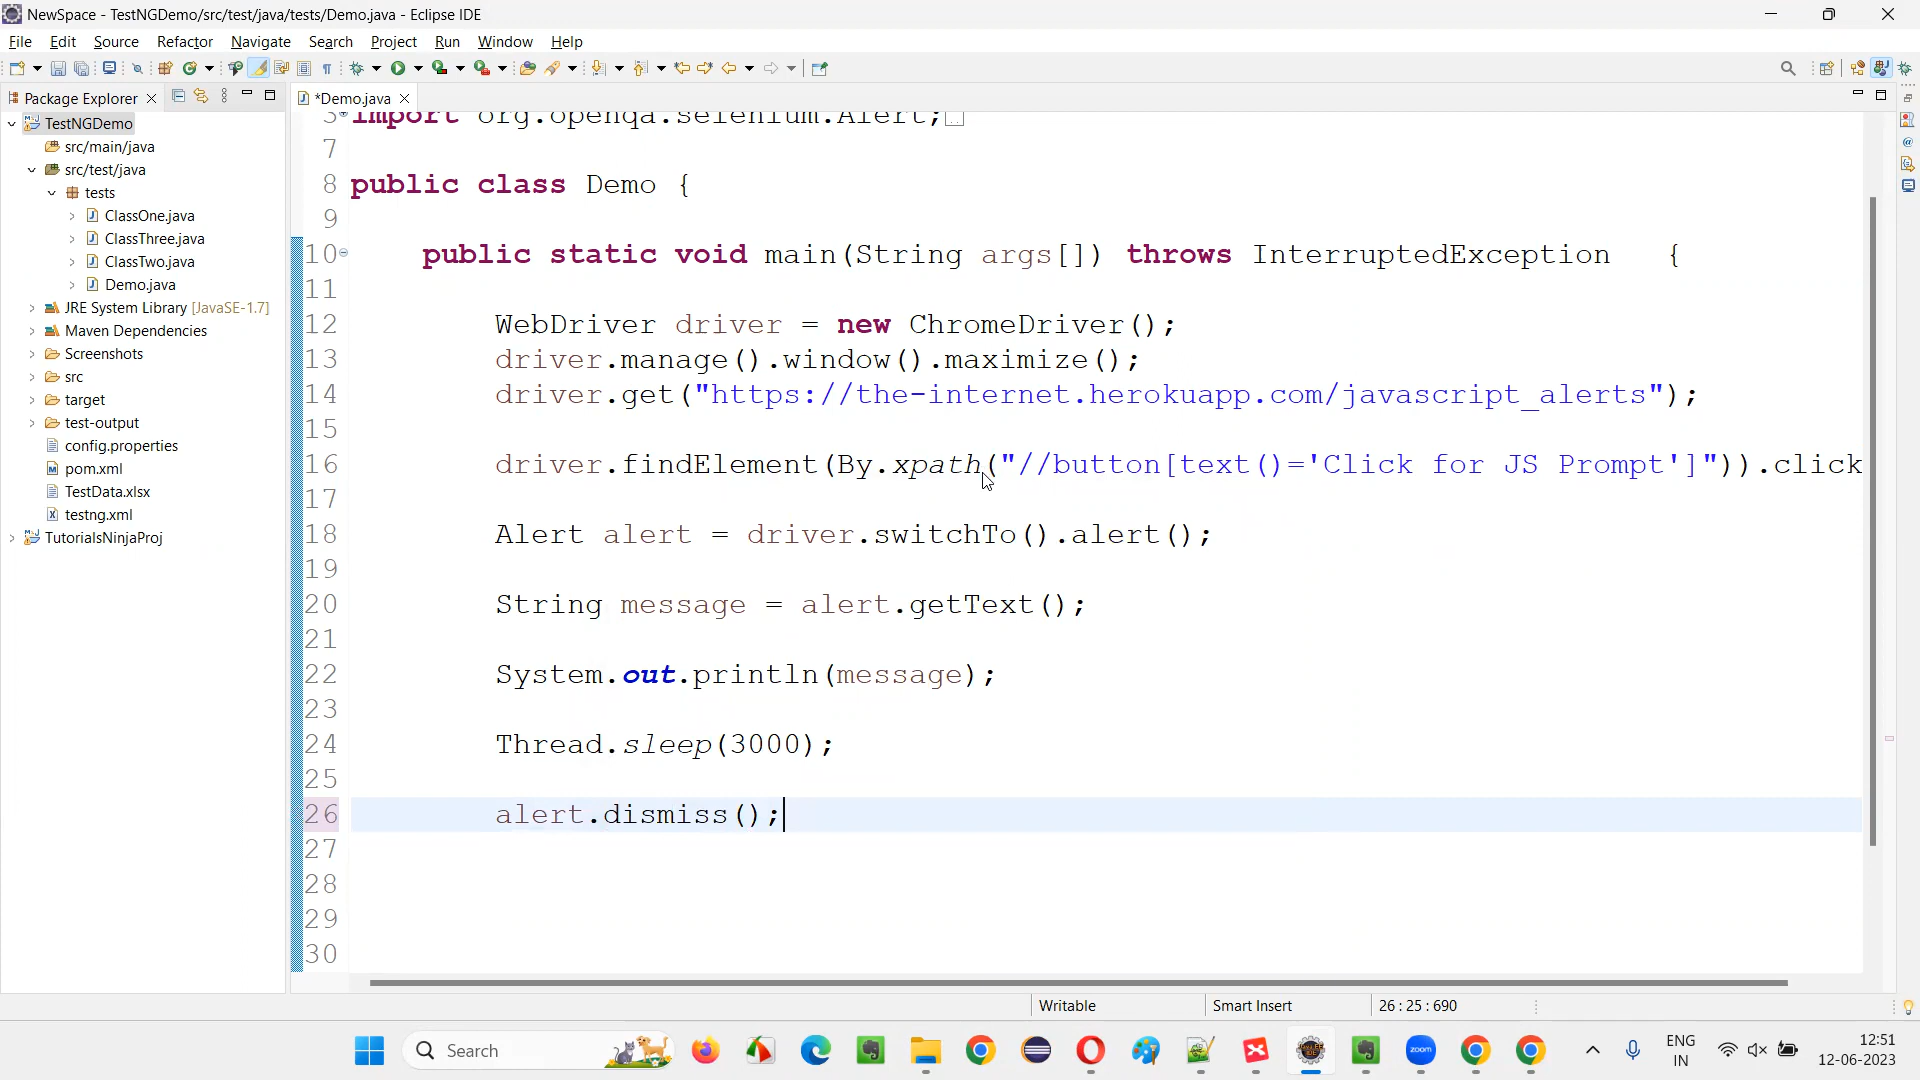 NewSpace - TestNGDemo/src/test/java/tests/Demo.java - Eclipse IDE
File Edit Source Refactor Navigate Search Project Run Window Help
Package Explorer
*Demo.java
TestNGDemo
src/main/java
src/test/java
tests
ClassOne.java
ClassThree.java
ClassTwo.java
Demo.java
JRE System Library [JavaSE-1.7]
Maven Dependencies
Screenshots
src
target
test-output
config.properties
pom.xml
TestData.xlsx
testng.xml
TutorialsNinjaProj
3 import org.openqa.selenium.Alert;
7
8 public class Demo {
9
10 public static void main(String args[]) throws InterruptedException {
11
12 WebDriver driver = new ChromeDriver();
13 driver.manage().window().maximize();
14 driver.get("https://the-internet.herokuapp.com/javascript_alerts");
15
16 driver.findElement(By.xpath("//button[text()='Click for JS Prompt']")).click
17
18 Alert alert = driver.switchTo().alert();
19
20 String message = alert.getText();
21
22 System.out.println(message);
23
24 Thread.sleep(3000);
25
26 alert.dismiss();
27
28
29
30
Writable
Smart Insert
26 : 25 : 690
Search
zoom
ENG
IN
12:51
12-06-2023